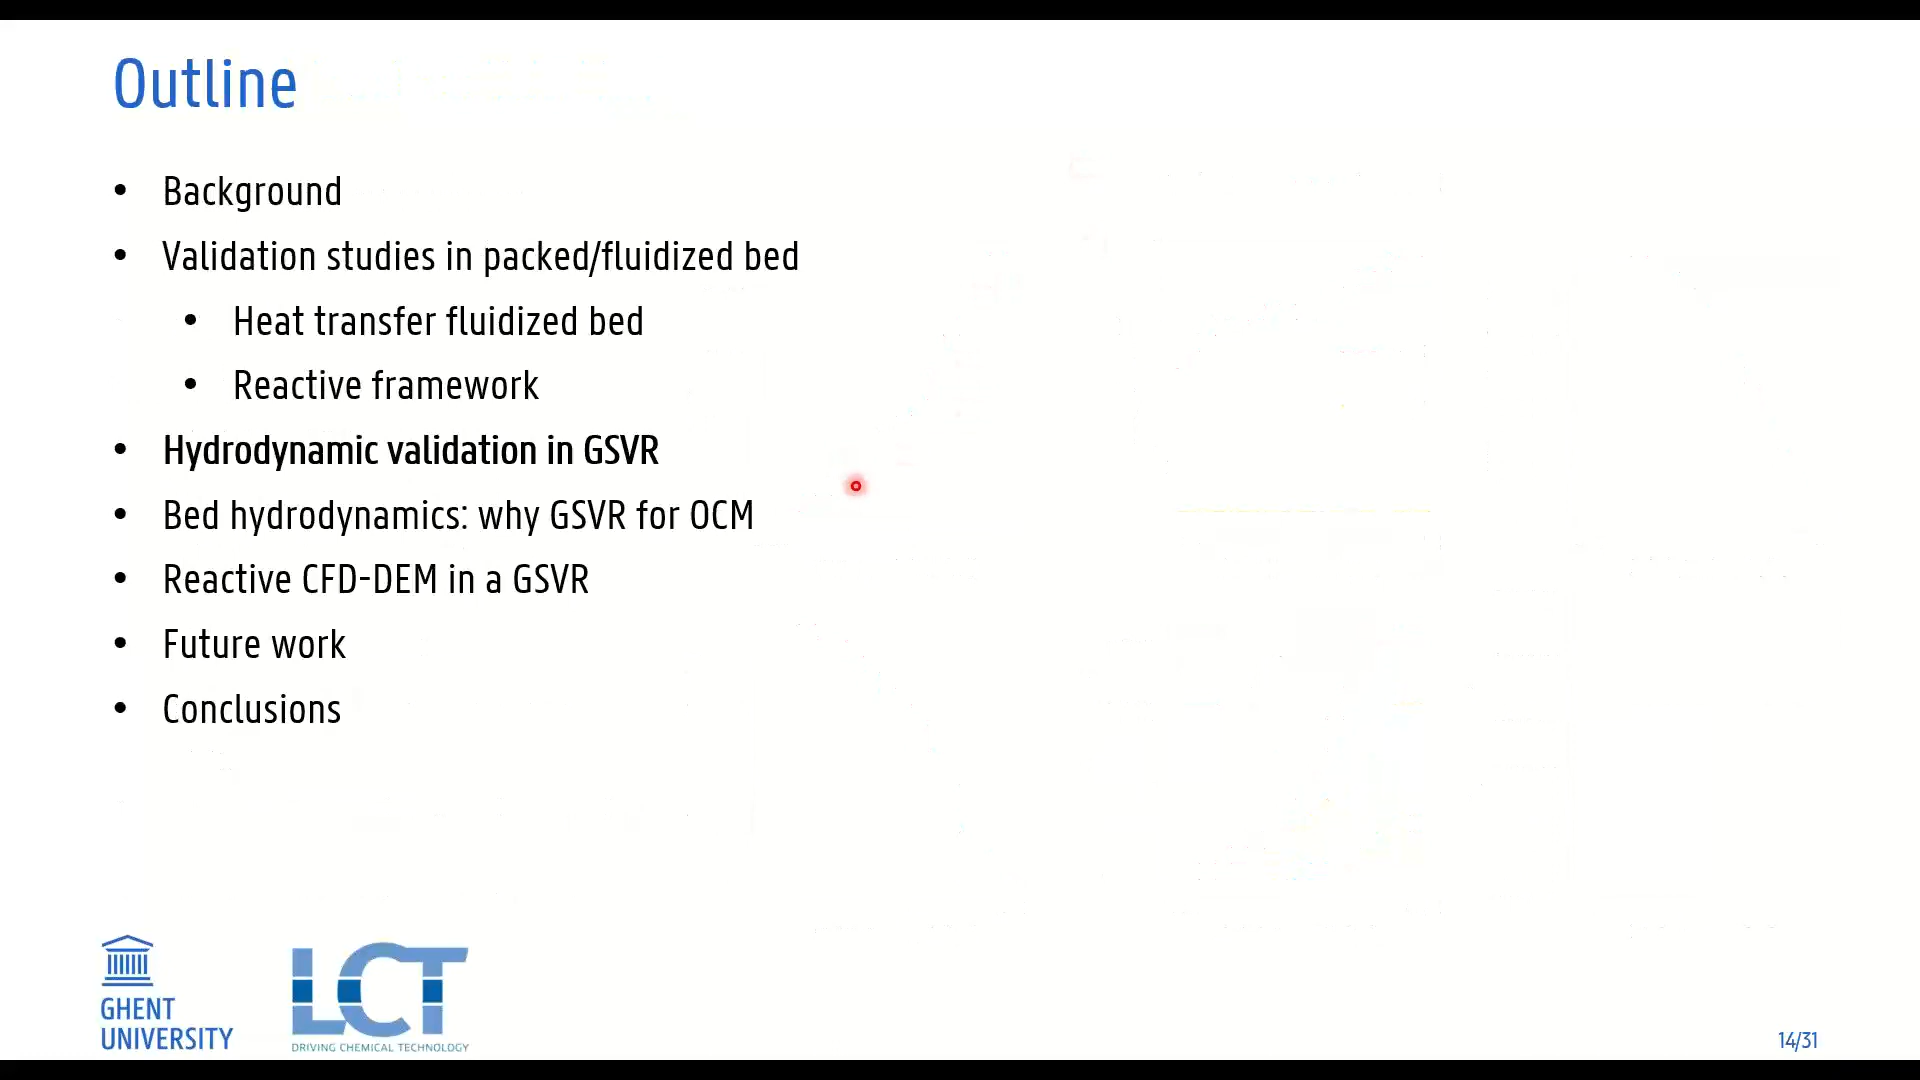 Outline
• Background
• Validation studies in packed/fluidized bed
• Heat transfer fluidized bed
• Reactive framework
• Hydrodynamic validation in GSVR
• Bed hydrodynamics: why GSVR for OCM
• Reactive CFD-DEM in a GSVR
• Future work
• Conclusions
GHENT
UNIVERSITY
LCT
DRIVING CHEMICAL TECHNOLOGY
14/31